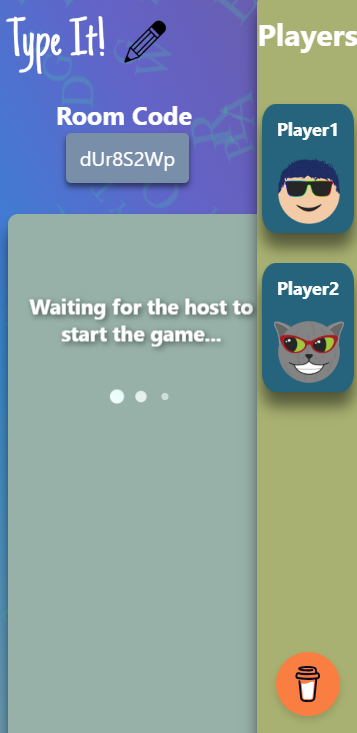 Type It!
Players
Room Code
dUr8S2Wp
Player1
Waiting for the host to
start the game...
Player2